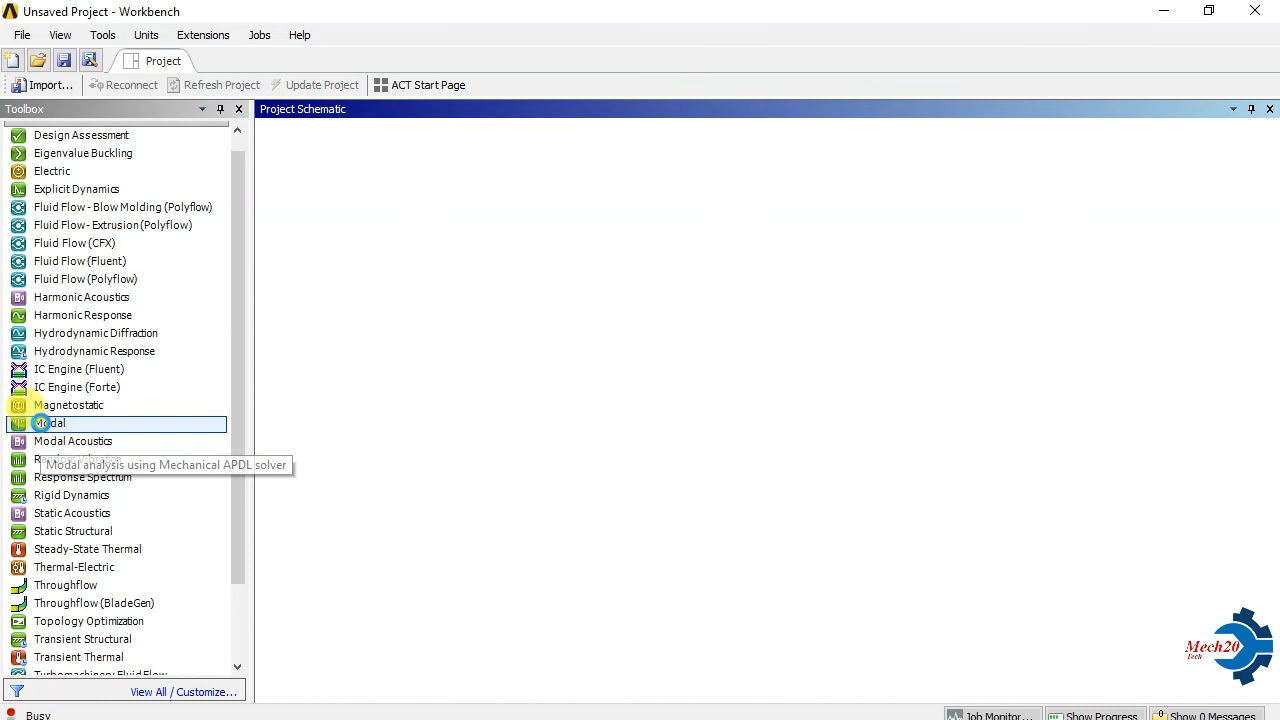 Unsaved Project - Workbench
File View Tools Units Extensions Jobs Help
Project
Import... Reconnect Refresh Project Update Project ACT Start Page
Toolbox
Project Schematic
Design Assessment
Eigenvalue Buckling
Electric
Explicit Dynamics
Fluid Flow - Blow Molding (Polyflow)
Fluid Flow- Extrusion (Polyflow)
Fluid Flow (CFX)
Fluid Flow (Fluent)
Fluid Flow (Polyflow)
Harmonic Acoustics
Harmonic Response
Hydrodynamic Diffraction
Hydrodynamic Response
IC Engine (Fluent)
IC Engine (Forte)
Magnetostatic
Modal
Modal Acoustics
Random Vibration
Modal analysis using Mechanical APDL solver
Response Spectrum
Rigid Dynamics
Static Acoustics
Static Structural
Steady-State Thermal
Thermal-Electric
Throughflow
Throughflow (BladeGen)
Topology Optimization
Transient Structural
Transient Thermal
Turbomachinery Fluid Flow
View All / Customize...
Mech20
Tech
Busy
Job Monitor... Show Progress Show 0 Messages